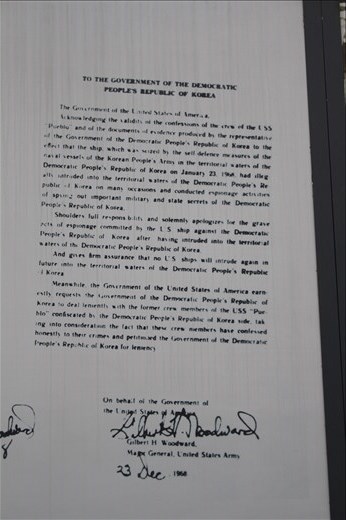 TO THE GOVERNMENT OF THE DEMOCRATIC
PEOPLE'S REPUBLIC OF KOREA
The Government of the United States of America,
Acknowledging the validity of the confessions of the crew of the USS
"Pueblo" and of the documents of evidence produced by the representative
of the Government of the Democratic People's Republic of Korea to the
effect that the ship, which was seized by the self-defence measures of the
naval vessels of the Korean People's Army in the territorial waters of the
Democratic People's Republic of Korea on January 23, 1968, had illeg-
ally intruded into the territorial waters of the Democratic People's Re-
public of Korea on many occasions and conducted espionage activities
of spying out important military and state secrets of the Democratic
People's Republic of Korea.
Shoulders full responsibility and solemnly apologizes for the grave
acts of espionage committed by the U.S. ship against the Democratic
People's Republic of Korea after having intruded into the territorial
waters of the Democratic People's Republic of Korea.
And gives firm assurance that no U.S. ships will intrude again in
future into the territorial waters of the Democratic People's Republic
of Korea
Meanwhile, the Government of the United States of America earn-
estly requests the Government of the Democratic People's Republic of
Korea to deal leniently with the former crew members of the USS "Pue-
blo" confiscated by the Democratic People's Republic of Korea side, tak-
ing into consideration the fact that these crew members have confessed
honestly to their crimes and petitioned the Government of the Democratic
People's Republic of Korea for leniency
On behalf of the Government of
the United States of America
Gilbert H. Woodward
Gilbert H. Woodward,
Major General, United States Army
23 Dec 1968